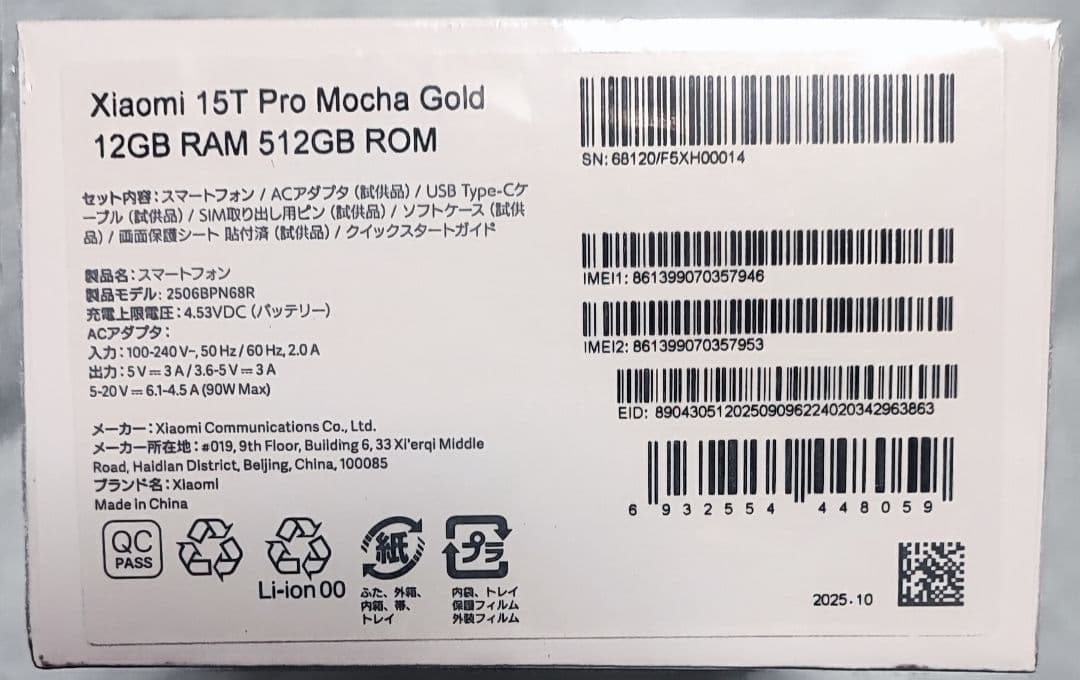 Xiaomi 15T Pro Mocha Gold
12GB RAM 512GB ROM
セット内容：スマートフォン / ACアダプタ（試供品）/ USB Type-Cケ
ーブル（試供品）/ SIM取り出し用ピン（試供品）/ ソフトケース（試供
品）/ 画面保護シート 貼付済（試供品）/ クイックスタートガイド
製品名：スマートフォン
製品モデル: 2506BPN68R
充電上限電圧：4.53VDC（バッテリー）
ACアダプタ：
入力：100-240 V~, 50 Hz / 60 Hz, 2.0 A
出力：5 V⎓3 A / 3.6-5 V⎓3 A
5-20 V⎓6.1-4.5 A (90W Max)
メーカー：Xiaomi Communications Co., Ltd.
メーカー所在地：#019, 9th Floor, Building 6, 33 Xi'erqi Middle
Road, Haidian District, Beijing, China, 100085
ブランド名：Xiaomi
Made in China
QC
PASS
Li-ion 00
紙
ふた、外箱、
内箱、帯、
トレイ
プラ
内袋、トレイ
保護フィルム
外装フィルム
SN: 68120/F5XH00014
IMEI1: 861399070357946
IMEI2: 861399070357953
EID: 89043051202509096224020342963863
6 932554 448059
2025.10